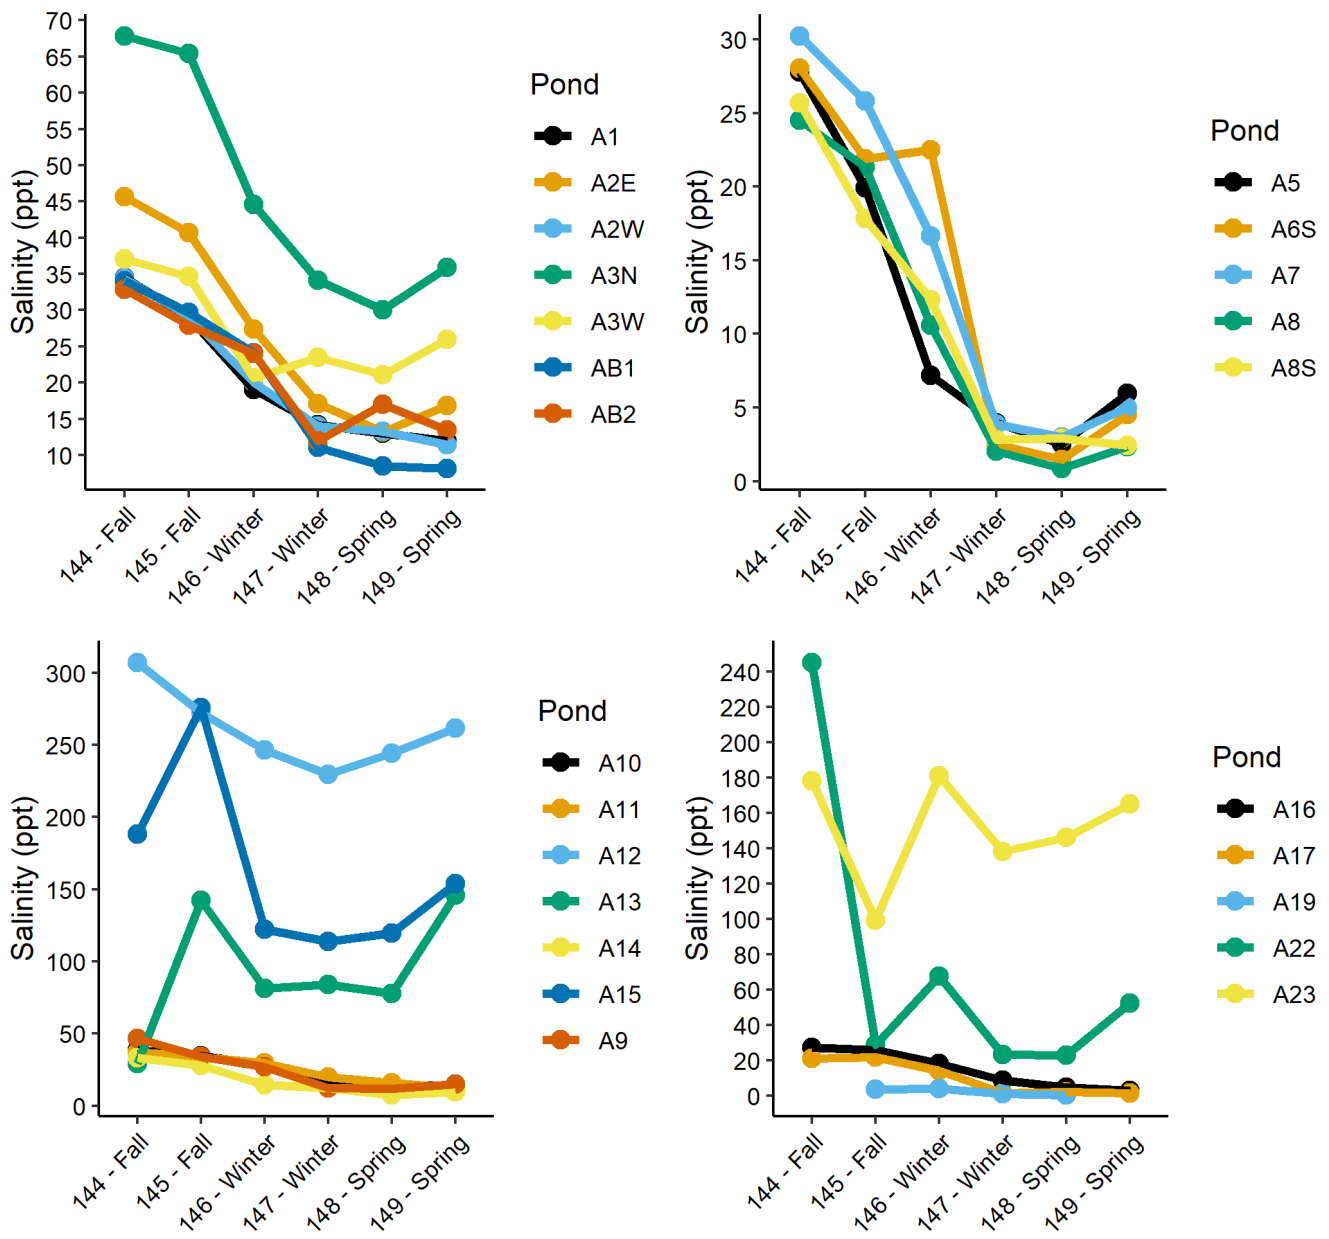 Salinity (ppt)
70
65
60
55
50
45
40
35
30
25
20
15
10
144 - Fall
145 - Fall
146 - Winter
147 - Winter
148 - Spring
149 - Spring
Pond
A1
A2E
A2W
A3N
A3W
AB1
AB2
Salinity (ppt)
30
25
20
15
10
5
0
144 - Fall
145 - Fall
146 - Winter
147 - Winter
148 - Spring
149 - Spring
Pond
A5
A6S
A7
A8
A8S
Salinity (ppt)
300
250
200
150
100
50
0
144 - Fall
145 - Fall
146 - Winter
147 - Winter
148 - Spring
149 - Spring
Pond
A10
A11
A12
A13
A14
A15
A9
Salinity (ppt)
240
220
200
180
160
140
120
100
80
60
40
20
0
144 - Fall
145 - Fall
146 - Winter
147 - Winter
148 - Spring
149 - Spring
Pond
A16
A17
A19
A22
A23